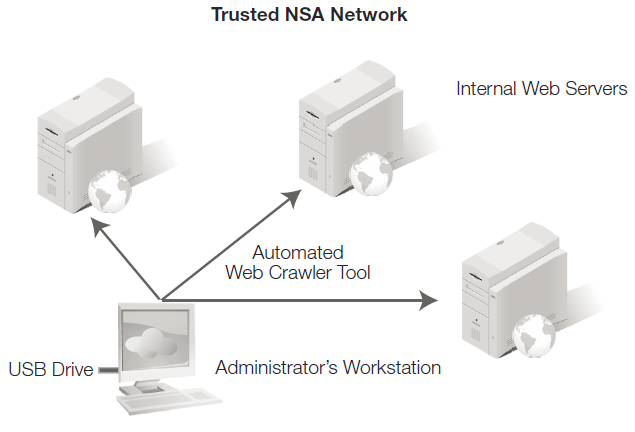 Trusted NSA Network
Internal Web Servers
Automated
Web Crawler Tool
USB Drive
Administrator’s Workstation